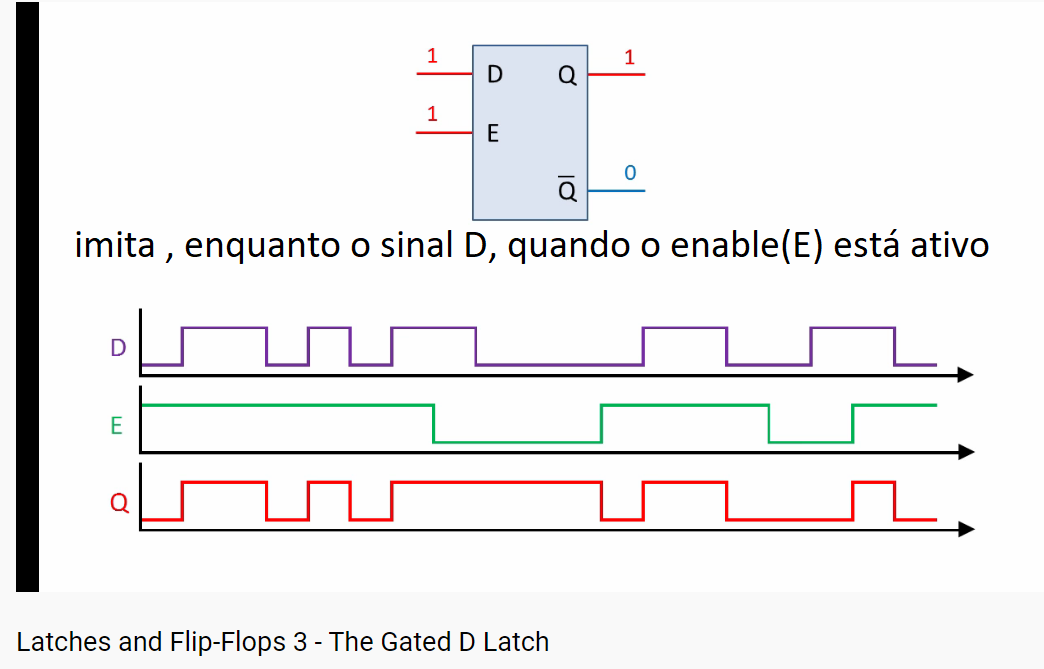 1
1
D
Q
1
E
Q̅
0
imita , enquanto o sinal D, quando o enable(E) está ativo
D
E
Q
Latches and Flip-Flops 3 - The Gated D Latch